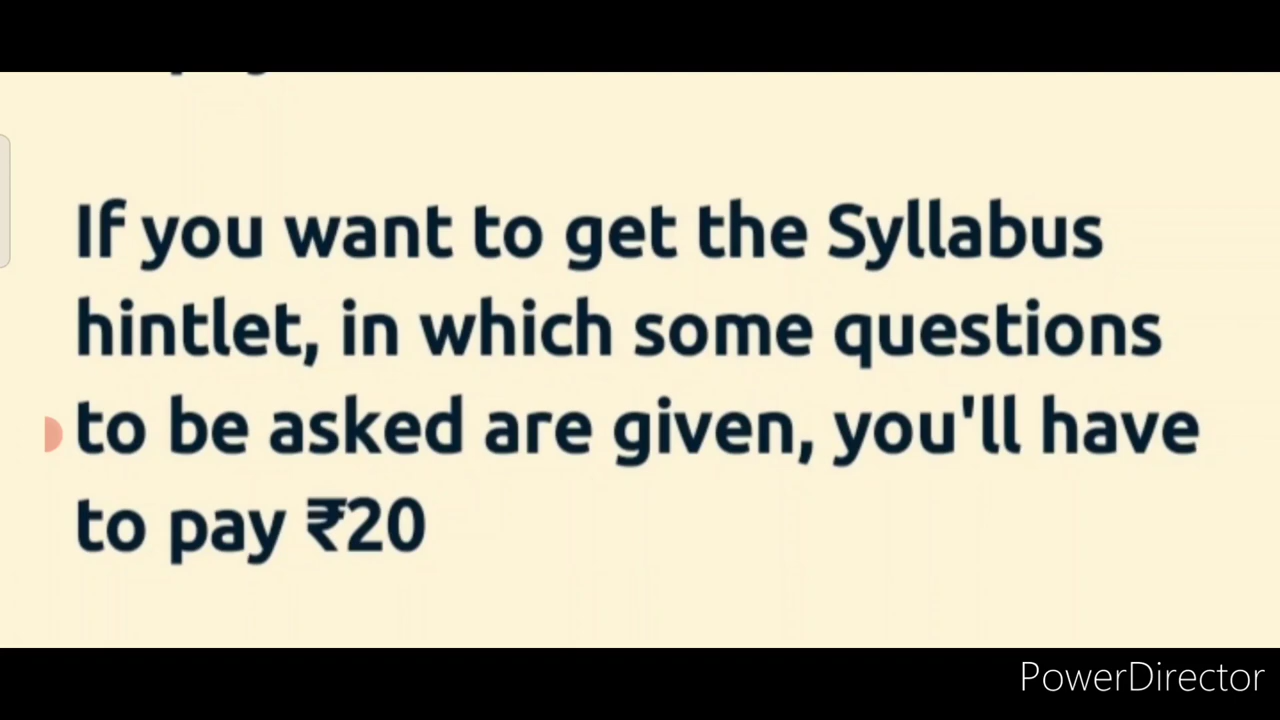 If you want to get the Syllabus
hintlet, in which some questions
to be asked are given, you'll have
to pay ₹20
PowerDirector